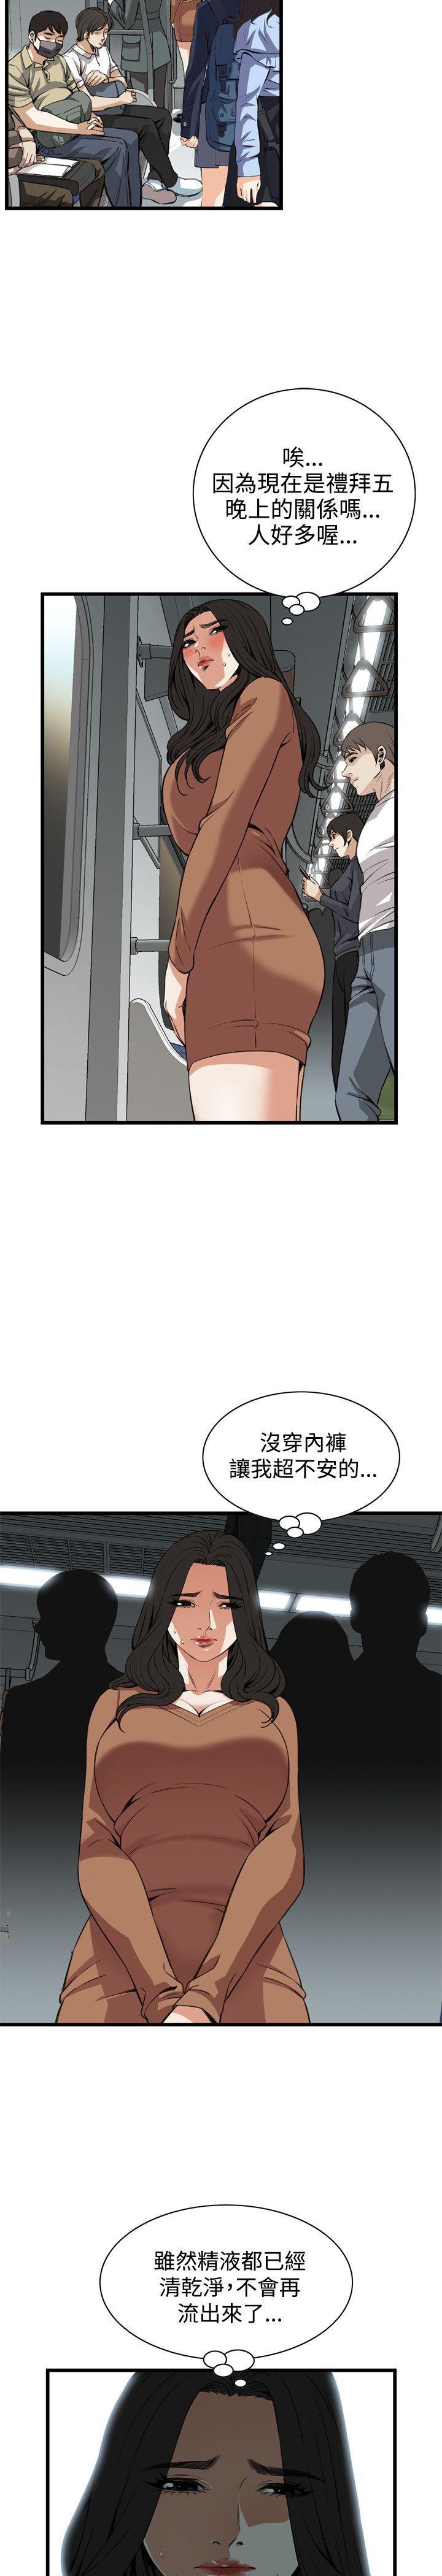 唉...
因為現在是禮拜五
晚上的關係嗎...
人好多喔...
沒穿內褲
讓我超不安的...
雖然精液都已經
清乾淨,不會再
流出來了...